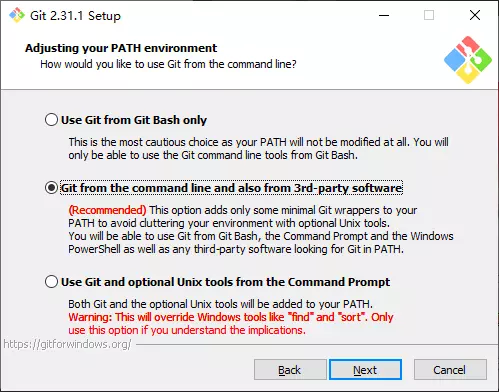 Git 2.31.1 Setup
Adjusting your PATH environment
How would you like to use Git from the command line?
Use Git from Git Bash only
This is the most cautious choice as your PATH will not be modified at all. You will
only be able to use the Git command line tools from Git Bash.
Git from the command line and also from 3rd-party software
(Recommended) This option adds only some minimal Git wrappers to your
PATH to avoid cluttering your environment with optional Unix tools.
You will be able to use Git from Git Bash, the Command Prompt and the Windows
PowerShell as well as any third-party software looking for Git in PATH.
Use Git and optional Unix tools from the Command Prompt
Both Git and the optional Unix tools will be added to your PATH.
Warning: This will override Windows tools like "find" and "sort". Only
use this option if you understand the implications.
https://gitforwindows.org/
Back Next Cancel